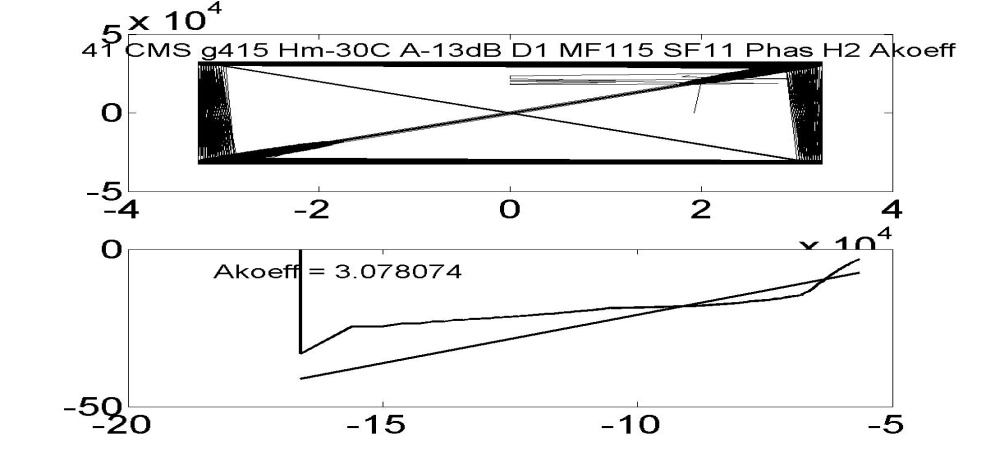 5 x 10 4
41 CMS g415 Hm-30C A-13dB D1 MF115 SF11 Phas H2 Akoeff
0
-5
-4 -2 0 2 4
x 10 4
0
Akoeff = 3.078074
-50
-20 -15 -10 -5